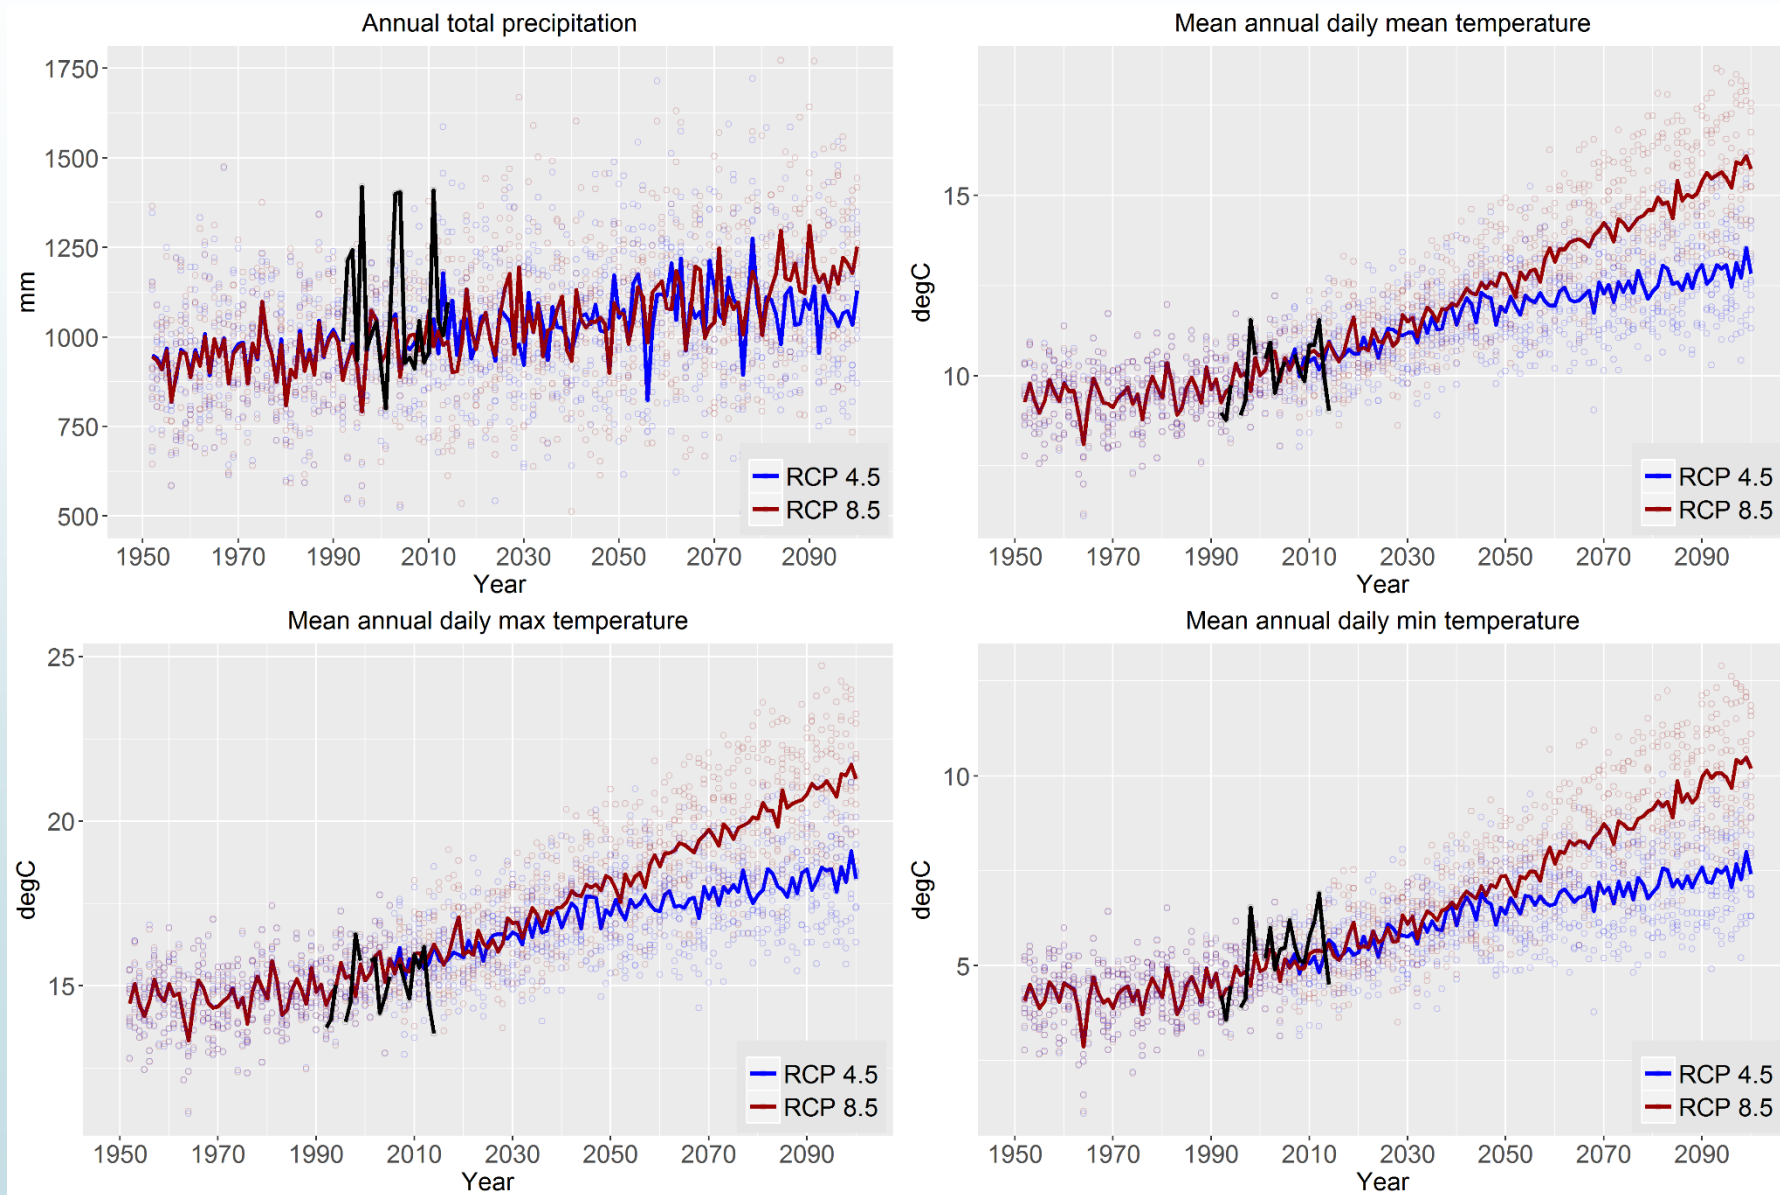 Annual total precipitation
1750
1500
1250
1000
750
500
mm
1950 1970 1990 2010 2030 2050 2070 2090
Year
RCP 4.5
RCP 8.5
Mean annual daily mean temperature
15
10
degC
1950 1970 1990 2010 2030 2050 2070 2090
Year
RCP 4.5
RCP 8.5
Mean annual daily max temperature
25
20
15
degC
1950 1970 1990 2010 2030 2050 2070 2090
Year
RCP 4.5
RCP 8.5
Mean annual daily min temperature
10
5
degC
1950 1970 1990 2010 2030 2050 2070 2090
Year
RCP 4.5
RCP 8.5